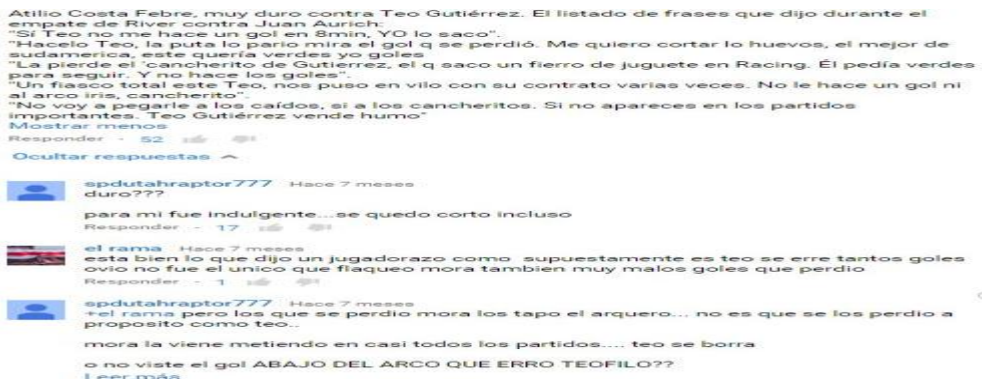 Atilio Costa Febre, muy duro contra Teo Gutiérrez. El listado de frases que dijo durante el
empate de River contra Juan Aurich:
"Sí Teo no me hace un gol en 8min, YO lo saco".
"Hacelo Teo, la puta lo pario mira el gol q se perdió. Me quiero cortar lo huevos, el mejor de
sudamerica, este quería verdes yo goles
"La pierde el 'cancherito de Gutierrez, el q saco un fierro de juguete en Racing. Él pedía verdes
para seguir. Y no hace los goles".
"Un fiasco total este Teo, nos puso en vilo con su contrato varias veces. No le hace un gol ni
al arco iris, cancherito".
"No voy a pegarle a los caídos, si a los cancheritos. Si no apareces en los partidos
importantes. Teo Gutiérrez vende humo"
Mostrar menos
Responder - 52
Ocultar respuestas
spdutahraptor777 Hace 7 meses
duro???
para mi fue indulgente...se quedo corto incluso
Responder - 17
el rama Hace 7 meses
esta bien lo que dijo un jugadorazo como supuestamente es teo se erre tantos goles
ovio no fue el unico que flaqueo mora tambien muy malos goles que perdio
Responder - 1
spdutahraptor777 Hace 7 meses
+el rama pero los que se perdio mora los tapo el arquero... no es que se los perdio a
proposito como teo..
mora la viene metiendo en casi todos los partidos.... teo se borra
o no viste el gol ABAJO DEL ARCO QUE ERRO TEOFILO??
Leer más